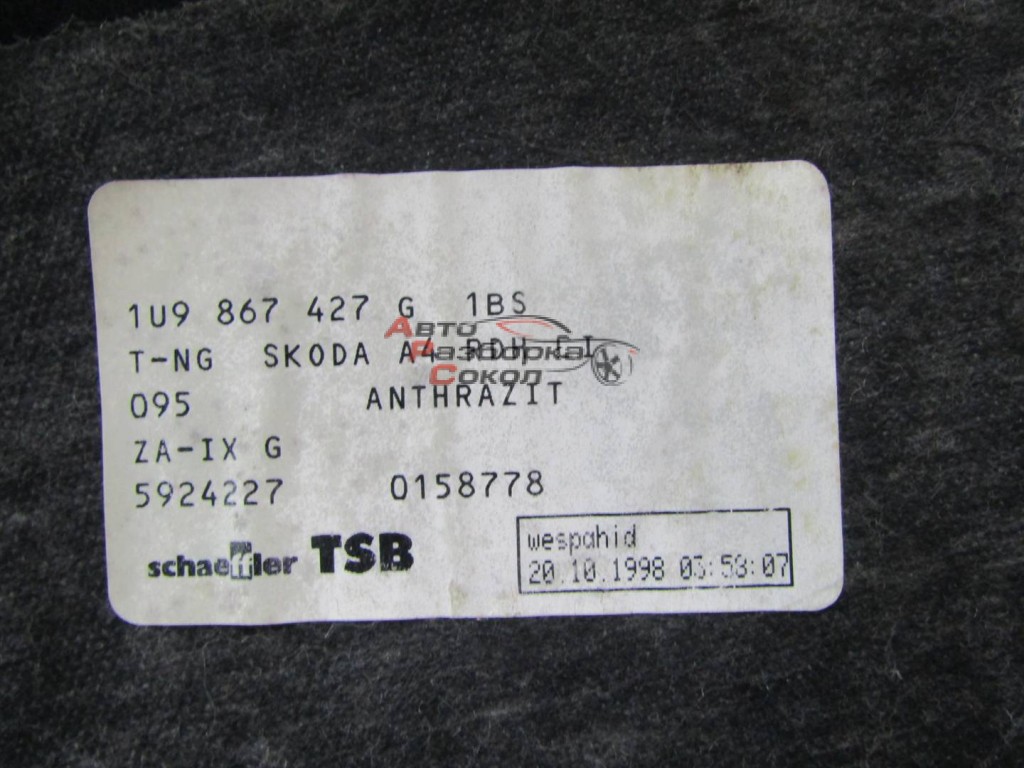 1U9 867 427 G 1BS
T-NG SKODA A4 RDH
095 ANTHRAZIT
ZA-IX G
5924227 0158778
schaeffler TSB
wespahid
20.10.1998 03:58:07
Авто
Разборка
Сокол